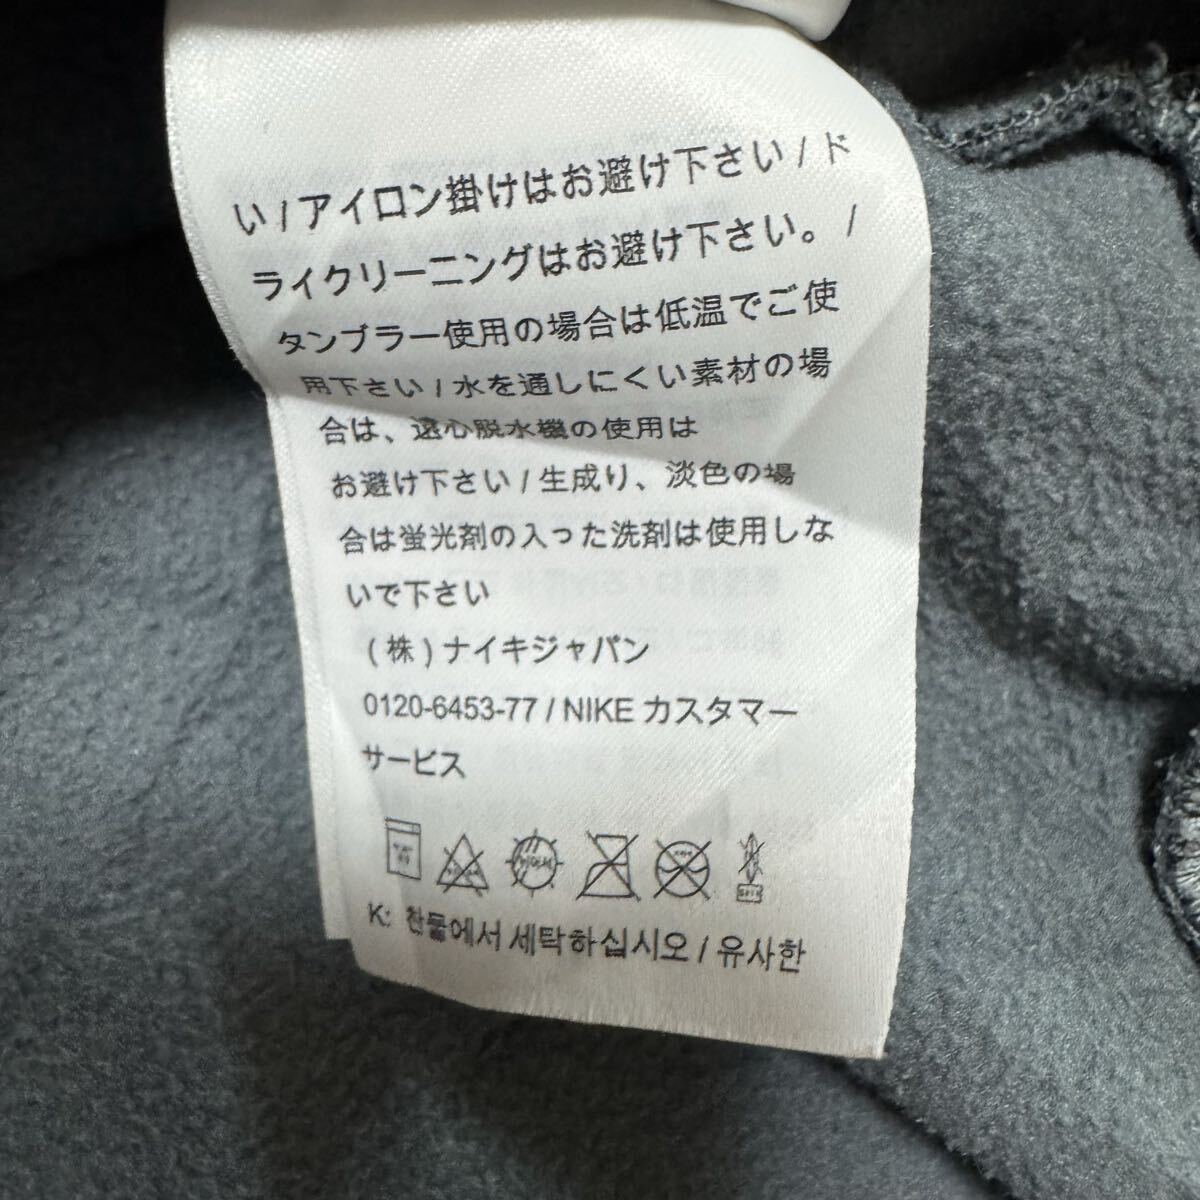 い / アイロン掛けはお避け下さい / ド
ライクリーニングはお避け下さい。 /
タンブラー使用の場合は低温でご使
用下さい / 水を通しにくい素材の場
合は、遠心脱水機の使用は
お避け下さい / 生成り、淡色の場
合は蛍光剤の入った洗剤は使用しな
いで下さい
( 株 ) ナイキジャパン
0120-6453-77 / NIKE カスタマー
サービス
K: 찬물에서 세탁하십시오 / 유사한